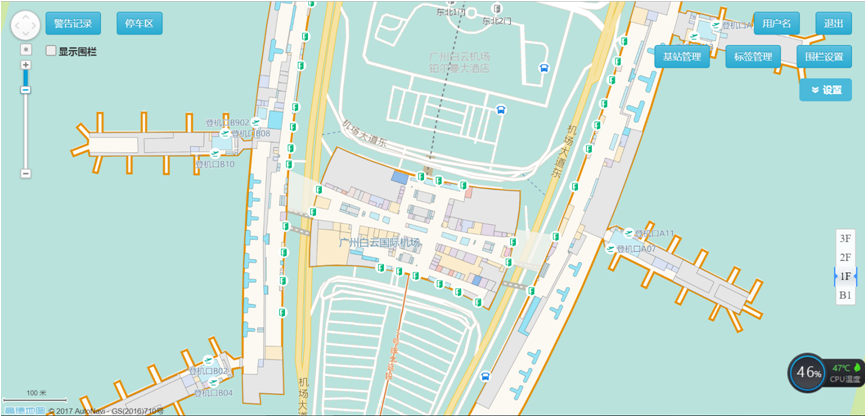 警告记录
停车区
用户名
退出
显示围栏
基站管理
标签管理
围栏设置
设置
东北1门
东北2门
登机口A
广州白云机场
铂尔曼大酒店
登机口B902
登机口B08
登机口B10
机场大道东
机场大道东
广州白云国际机场
登机口A11
登机口A07
3F
2F
1F
B1
登机口B02
登机口B04
机场大道
46%
47℃
CPU温度
100 米
高德地图 © 2017 AutoNavi - GS(2016)710号